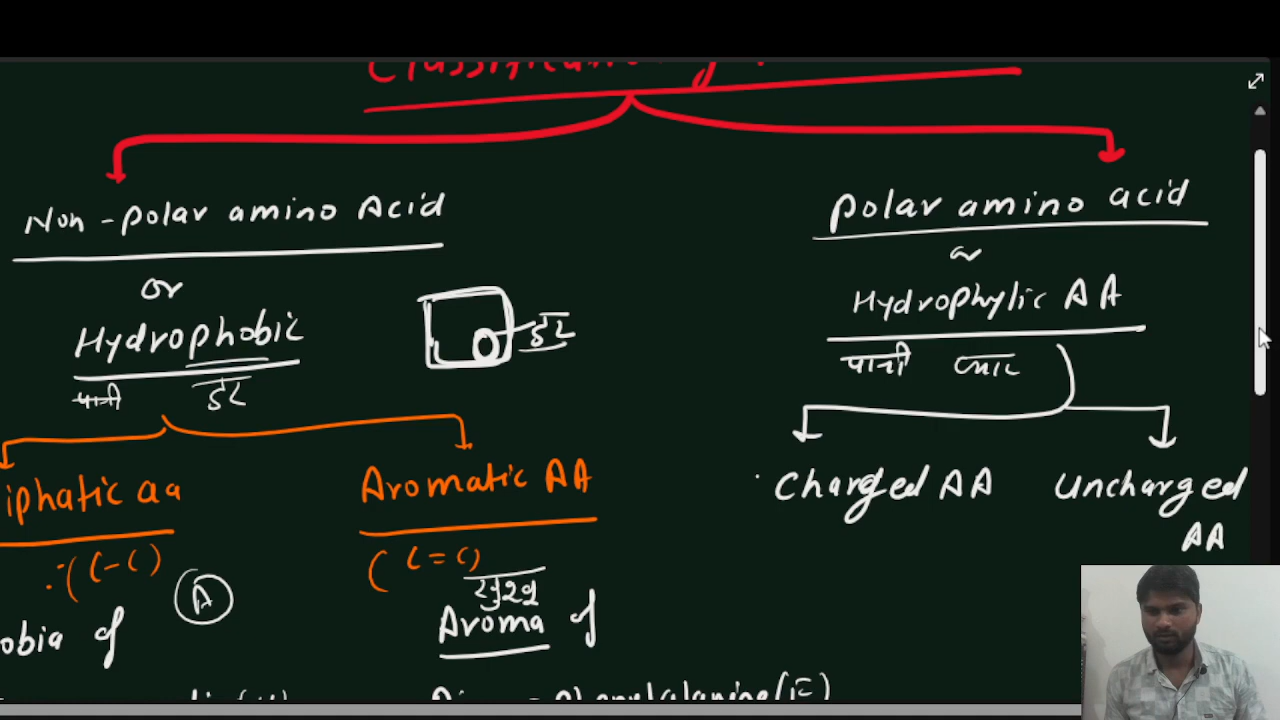 Classification
Non-polar amino Acid
or
Hydrophobic
पानी डर
डर
polar amino acid
or
Hydrophylic AA
पानी प्यार
iphatic aa
(C-C)
A
Aromatic AA
(C=C)
खुशबू
Charged AA
Uncharged
AA
obia of
Aroma of